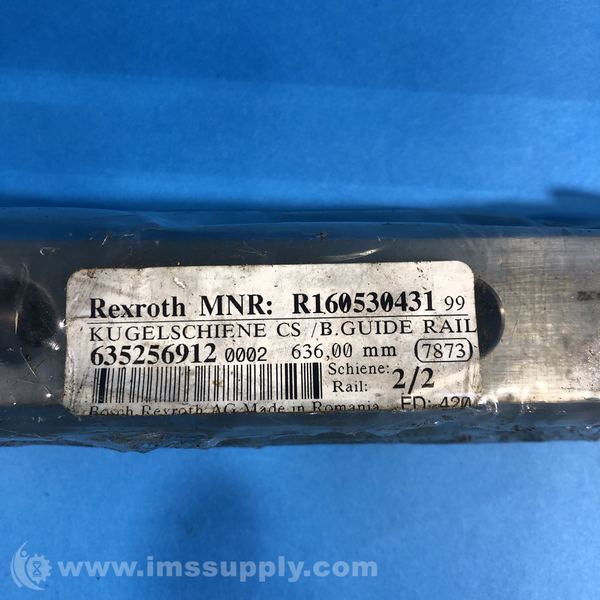 Rexroth MNR: R160530431 99
KUGELSCHIENE CS /B.GUIDE RAIL
635256912 0002 636,00 mm 7873
Schiene:
Rail: 2/2
Bosch Rexroth AG Made in Romania FD: 420
www.imssupply.com